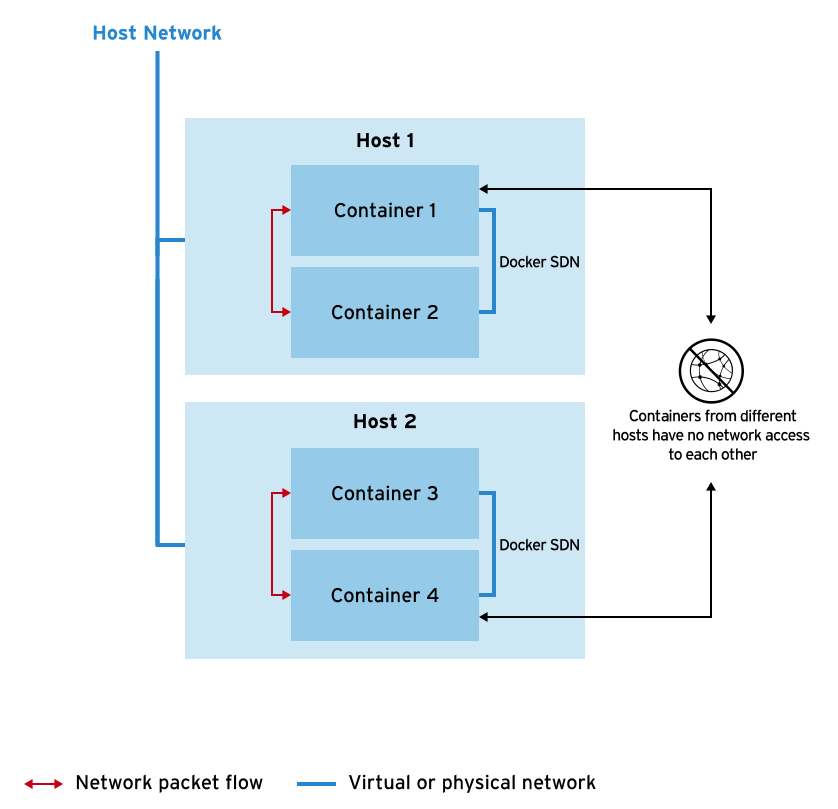 Host Network
Host 1
Container 1
Docker SDN
Container 2
Containers from different
hosts have no network access
to each other
Host 2
Container 3
Docker SDN
Container 4
Network packet flow
Virtual or physical network